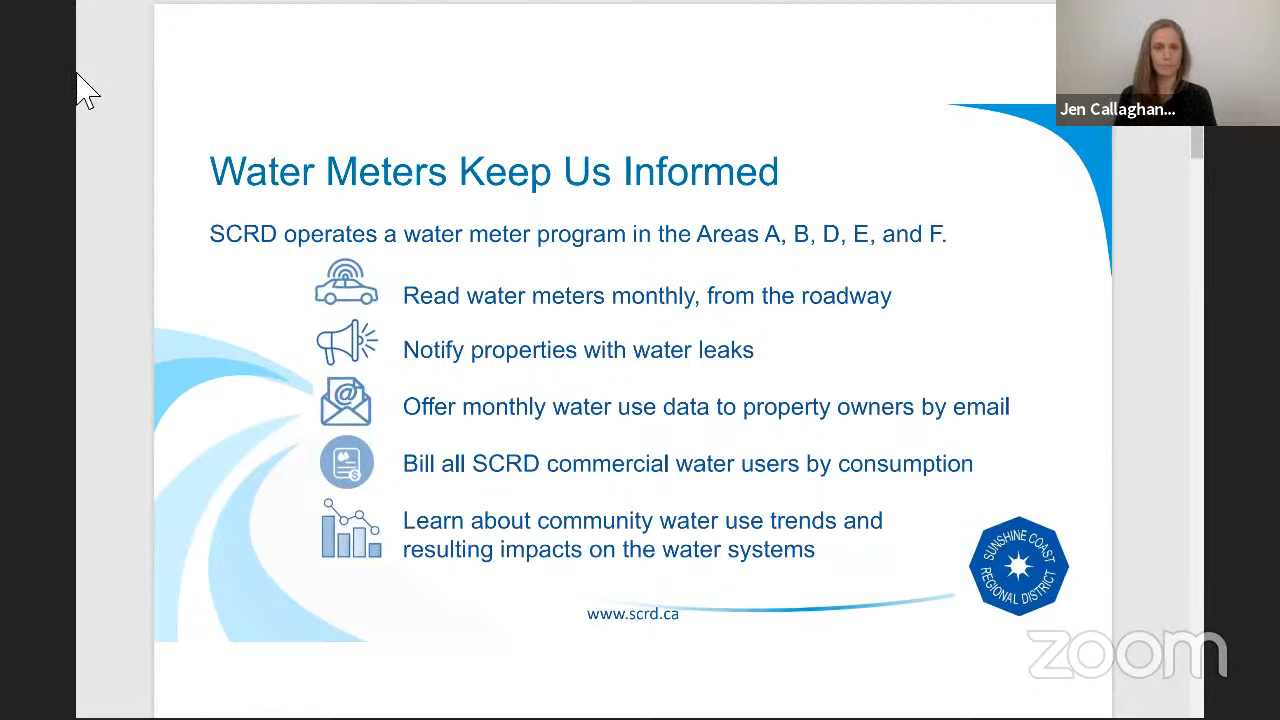 Jen Callaghan...
Water Meters Keep Us Informed
SCRD operates a water meter program in the Areas A, B, D, E, and F.
Read water meters monthly, from the roadway
Notify properties with water leaks
@
Offer monthly water use data to property owners by email
$
Bill all SCRD commercial water users by consumption
Learn about community water use trends and
resulting impacts on the water systems
SUNSHINE COAST
REGIONAL DISTRICT
www.scrd.ca
zoom